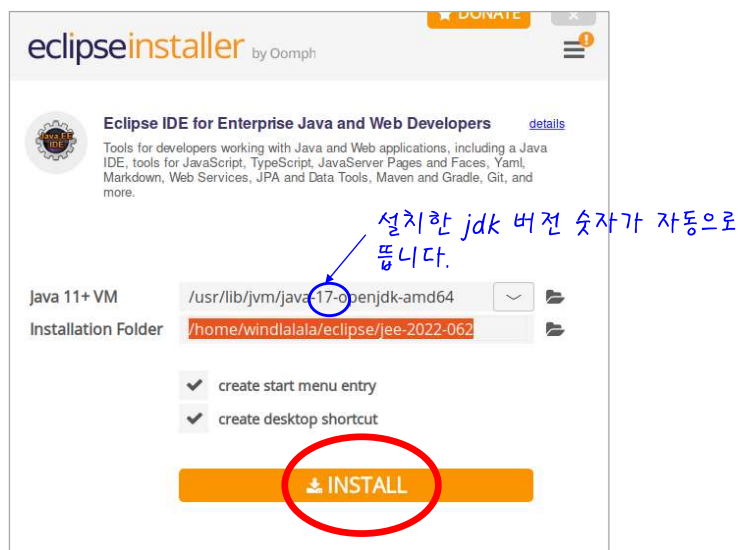 DONATE
eclipseinstaller by Oomph
Java EE
IDE
Eclipse IDE for Enterprise Java and Web Developers details
Tools for developers working with Java and Web applications, including a Java
IDE, tools for JavaScript, TypeScript, JavaServer Pages and Faces, Yaml,
Markdown, Web Services, JPA and Data Tools, Maven and Gradle, Git, and
more.
설치한 jdk 버전 숫자가 자동으로
뜹니다.
Java 11+ VM /usr/lib/jvm/java-17-openjdk-amd64
Installation Folder /home/windlalala/eclipse/jee-2022-062
create start menu entry
create desktop shortcut
INSTALL